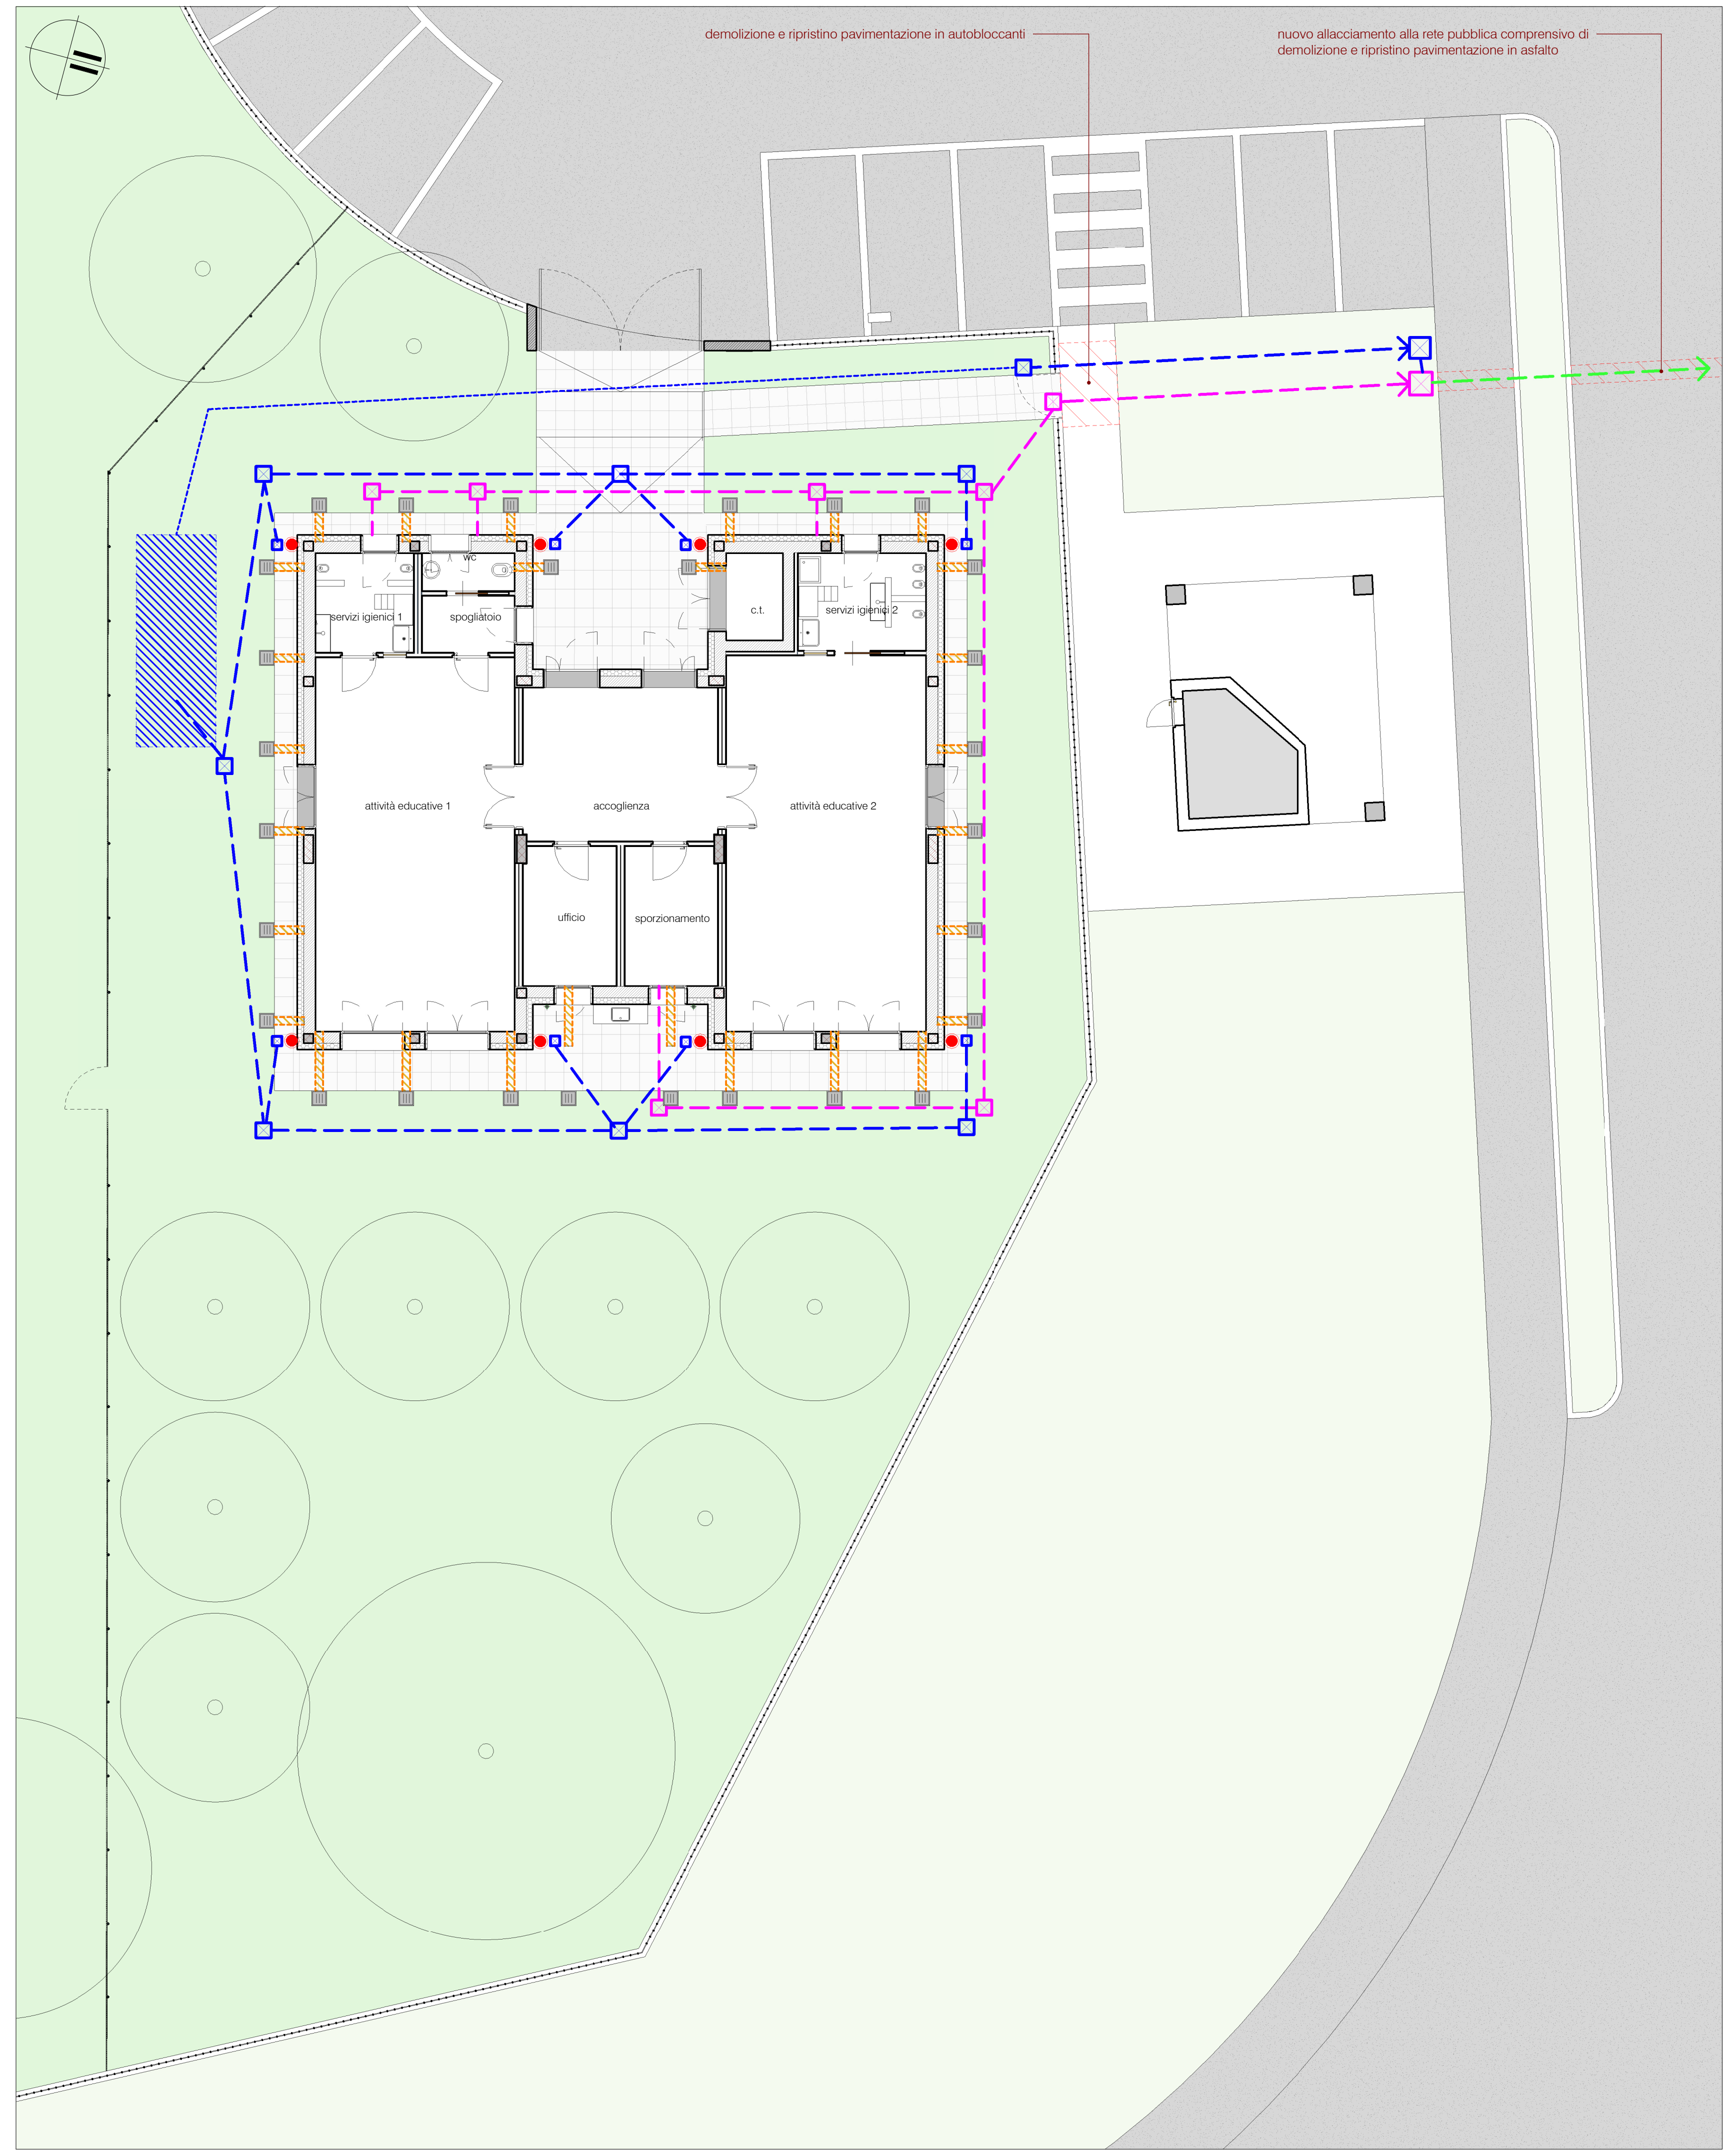 demolizione e ripristino pavimentazione in autobloccanti
nuovo allacciamento alla rete pubblica comprensivo di
demolizione e ripristino pavimentazione in asfalto
wc
servizi igienici 1
spogliatoio
c.t.
servizi igienici 2
attività educative 1
accoglienza
attività educative 2
ufficio
sporzionamento